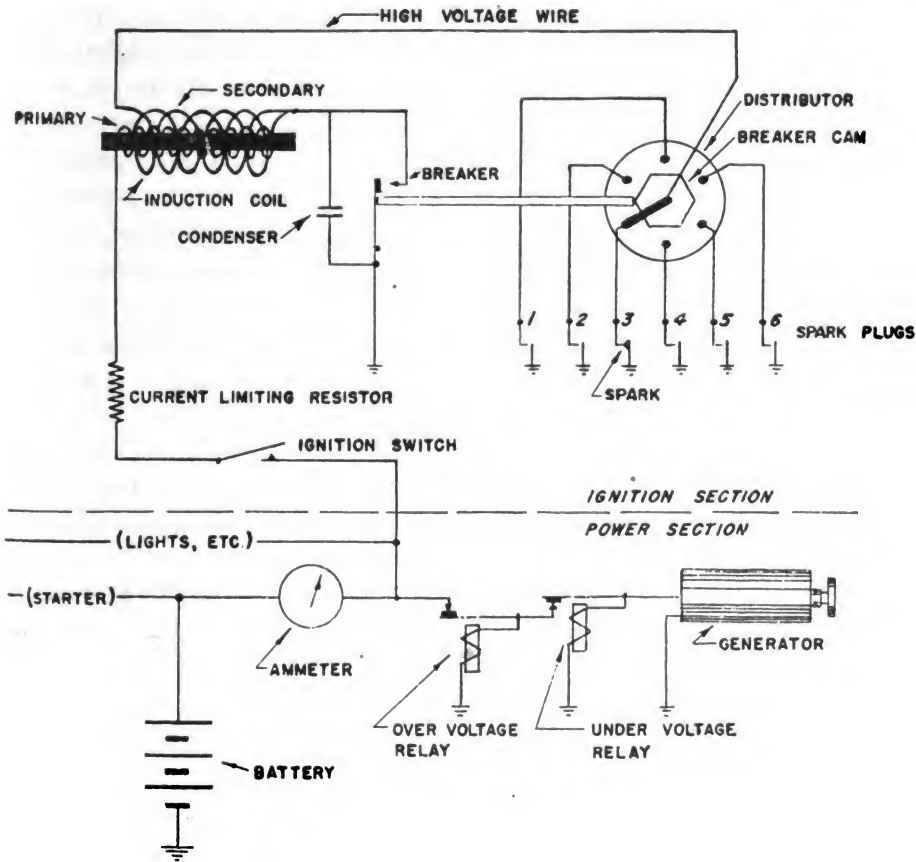 HIGH VOLTAGE WIRE
SECONDARY
PRIMARY
DISTRIBUTOR
BREAKER CAM
BREAKER
INDUCTION COIL
CONDENSER
1 2 3 4 5 6
SPARK PLUGS
SPARK
CURRENT LIMITING RESISTOR
IGNITION SWITCH
IGNITION SECTION
POWER SECTION
(LIGHTS, ETC.)
(STARTER)
AMMETER
GENERATOR
OVER VOLTAGE
RELAY
UNDER VOLTAGE
RELAY
BATTERY